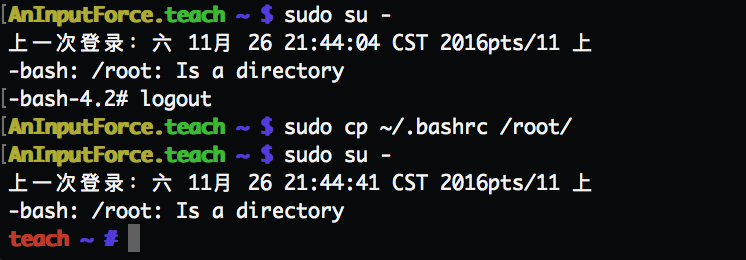 [AnInputForce.teach ~ $ sudo su -
上一次登录：六 11月 26 21:44:04 CST 2016pts/11 上
-bash: /root: Is a directory
[-bash-4.2# logout
[AnInputForce.teach ~ $ sudo cp ~/.bashrc /root/
[AnInputForce.teach ~ $ sudo su -
上一次登录：六 11月 26 21:44:41 CST 2016pts/11 上
-bash: /root: Is a directory
teach ~ #